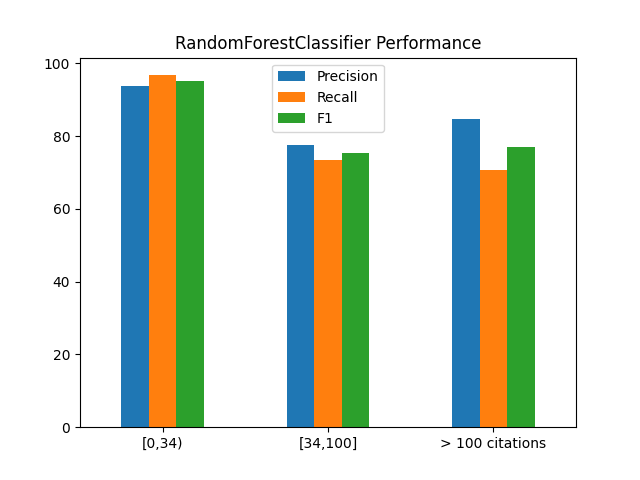 RandomForestClassifier Performance
100
80
60
40
20
0
Precision
Recall
F1
[0,34)
[34,100]
> 100 citations